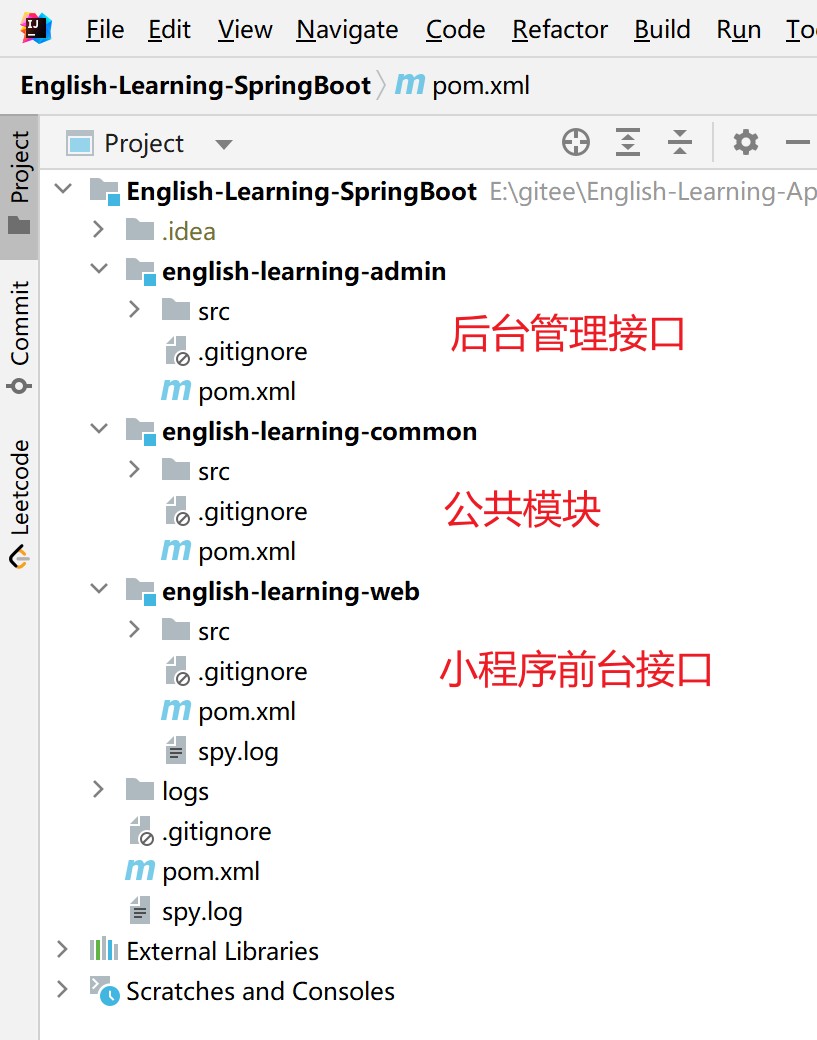 File Edit View Navigate Code Refactor Build Run To
English-Learning-SpringBoot pom.xml
Project
Project
Commit
Leetcode
English-Learning-SpringBoot E:\gitee\English-Learning-Ap
.idea
english-learning-admin
src
后台管理接口
.gitignore
pom.xml
english-learning-common
src
公共模块
.gitignore
pom.xml
english-learning-web
src
小程序前台接口
.gitignore
pom.xml
spy.log
logs
.gitignore
pom.xml
spy.log
External Libraries
Scratches and Consoles